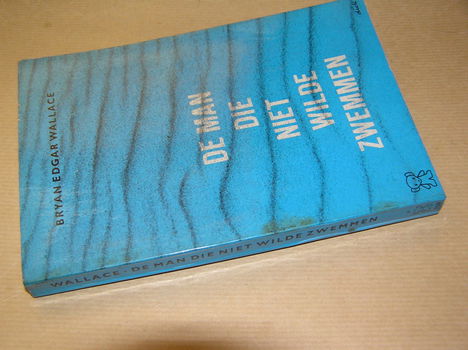 BRYAN EDGAR WALLACE
DE MAN
DIE
NIET
WILDE
ZWEMMEN
WALLACE · DE MAN DIE NIET WILDE ZWEMMEN